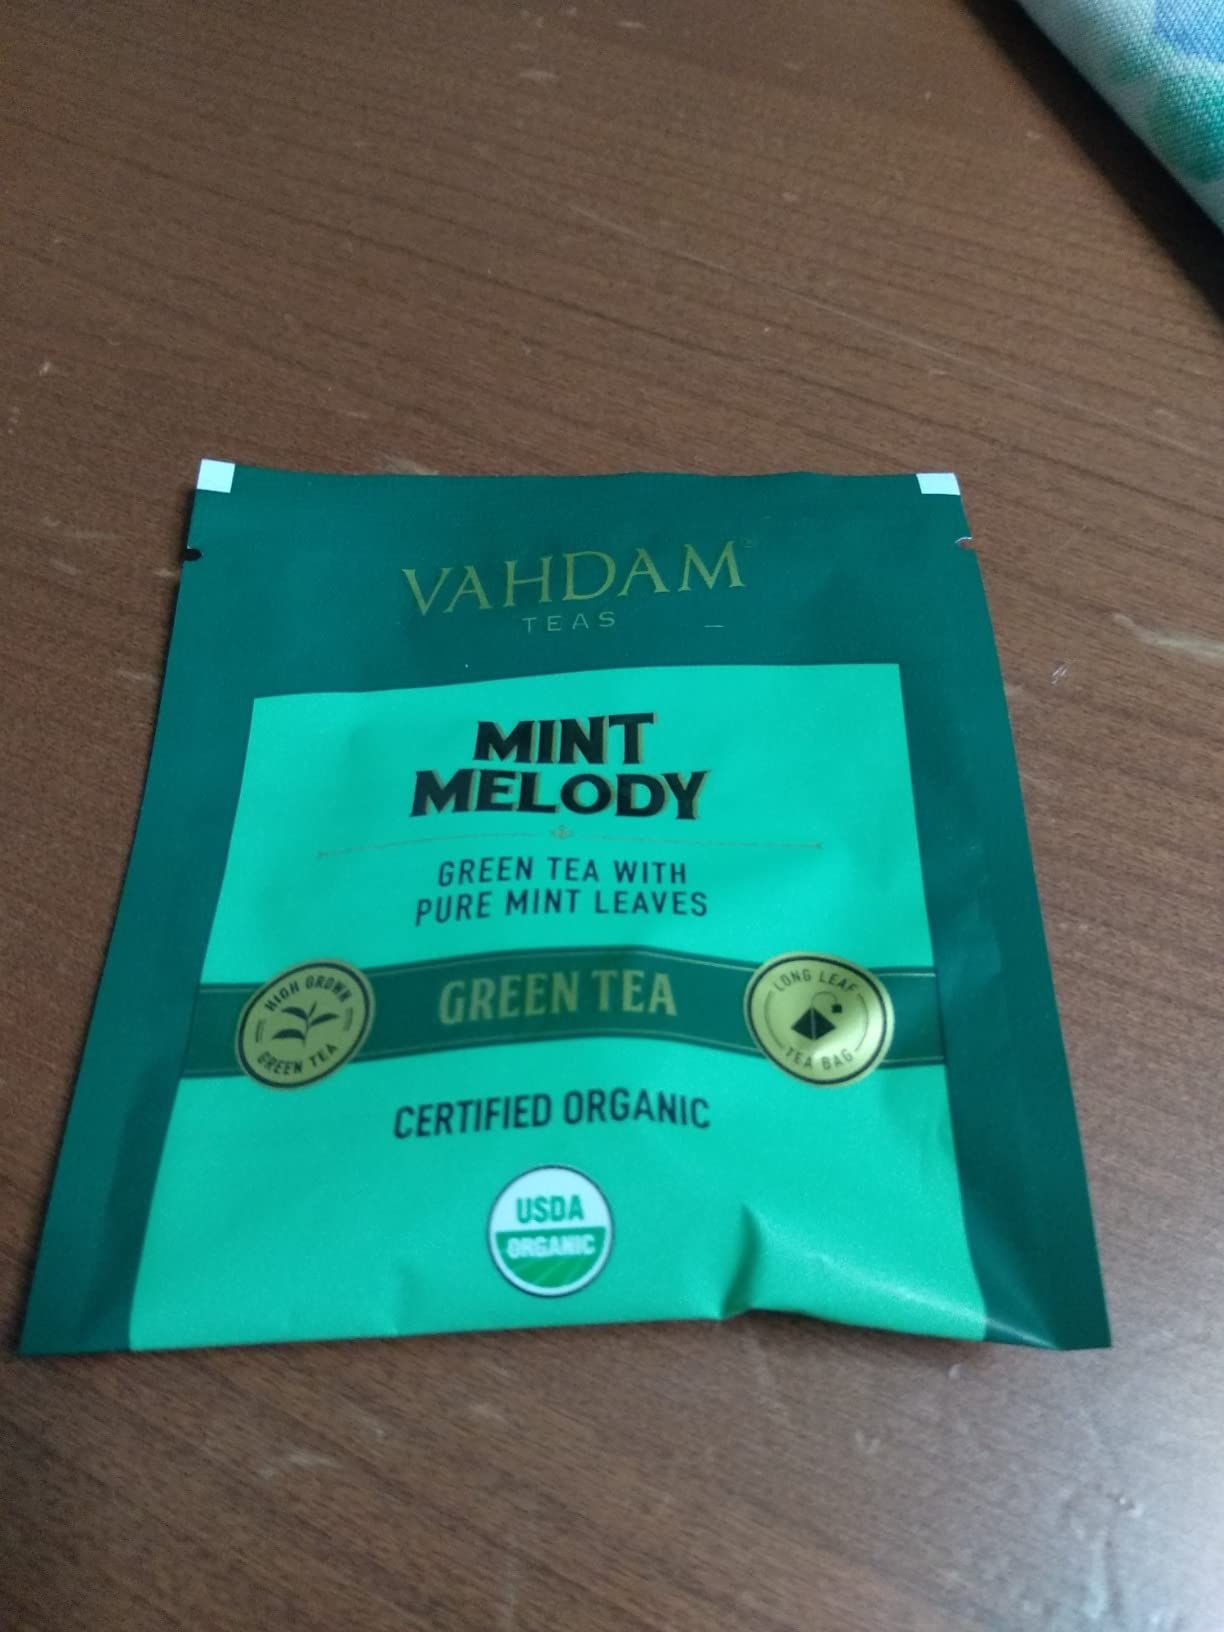 VAHDAM
TEAS
MINT
MELODY
GREEN TEA WITH
PURE MINT LEAVES
HIGH GROWN
GREEN TEA
GREEN TEA
LONG LEAF
TEA BAG
CERTIFIED ORGANIC
USDA
ORGANIC